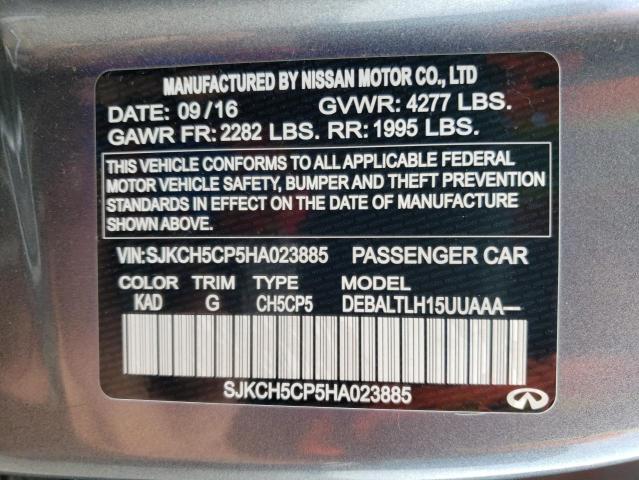 MANUFACTURED BY NISSAN MOTOR CO., LTD
DATE: 09/16 GVWR: 4277 LBS.
GAWR FR: 2282 LBS. RR: 1995 LBS.
THIS VEHICLE CONFORMS TO ALL APPLICABLE FEDERAL
MOTOR VEHICLE SAFETY, BUMPER AND THEFT PREVENTION
STANDARDS IN EFFECT ON THE DATE OF MANUFACTURE
SHOWN ABOVE.
VIN:SJKCH5CP5HA023885 PASSENGER CAR
COLOR TRIM TYPE MODEL
KAD G CH5CP5 DEBALTLH15UUAAA—
SJKCH5CP5HA023885